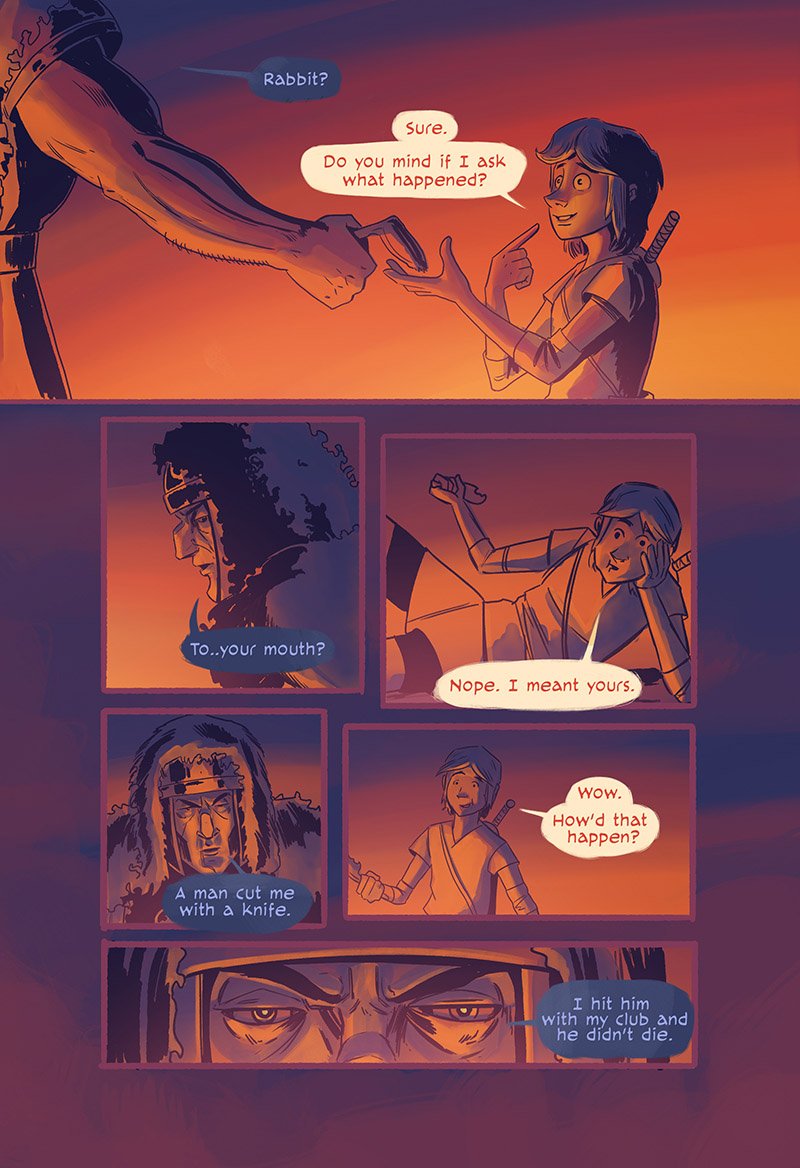 Rabbit?
Sure.
Do you mind if I ask
what happened?
To..your mouth?
Nope. I meant yours.
A man cut me
with a knife.
Wow.
How'd that
happen?
I hit him
with my club and
he didn't die.